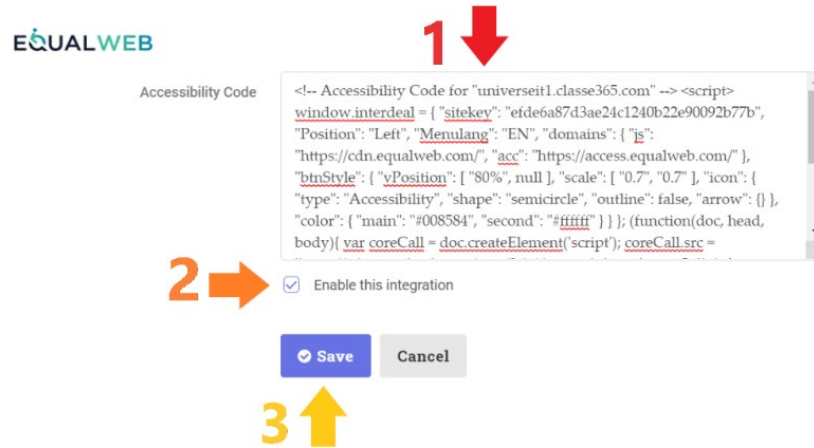 1
EQUALWEB
Accessibility Code
<!-- Accessibility Code for "universeit1.classe365.com" --> <script>
window.interdeal = { "sitekey": "efde6a87d3ae24c1240b22e90092b77b",
"Position": "Left", "Menulang": "EN", "domains": { "js":
"https://cdn.equalweb.com/", "acc": "https://access.equalweb.com/" },
"btnStyle": { "vPosition": [ "80%", null ], "scale": [ "0.7", "0.7" ], "icon": {
"type": "Accessibility", "shape": "semicircle", "outline": false, "arrow": {} },
"color": { "main": "#008584", "second": "#ffffff" } } }; (function(doc, head,
body){ var coreCall = doc.createElement('script'); coreCall.src =
2
Enable this integration
Save
Cancel
3